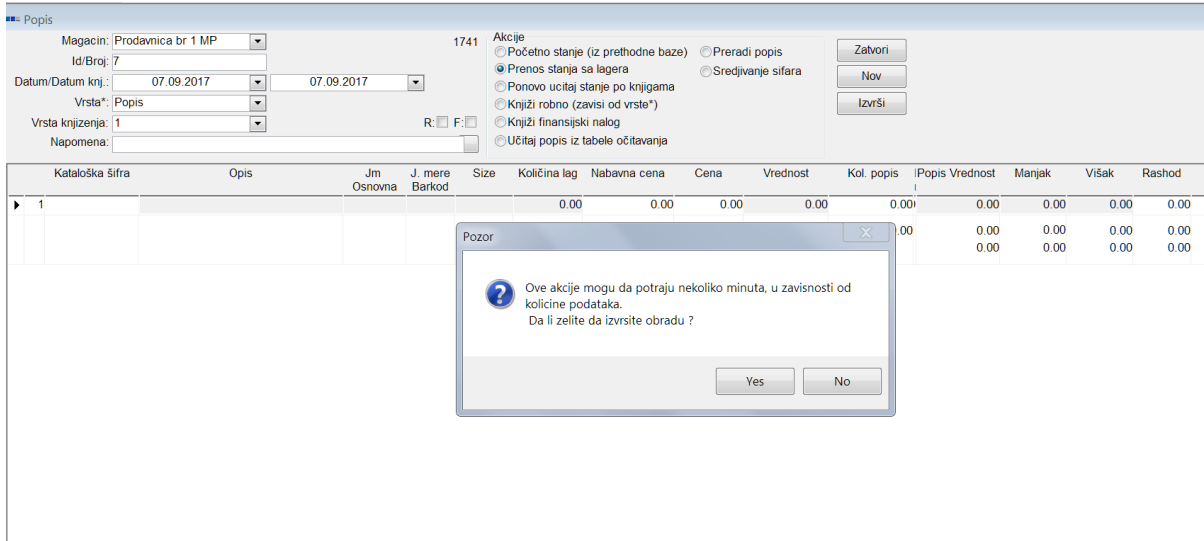 Popis
Magacin: Prodavnica br 1 MP 1741
Id/Broj: 7
Datum/Datum knj.: 07.09.2017 07.09.2017
Vrsta*: Popis
Vrsta knjizenja: 1 R: F:
Napomena:
Akcije
Početno stanje (iz prethodne baze) Preradi popis
Prenos stanja sa lagera Sredjivanje sifara
Ponovo ucitaj stanje po knjigama
Knjiži robno (zavisi od vrste*)
Knjiži finansijski nalog
Učitaj popis iz tabele očitavanja
Zatvori
Nov
Izvrši
Kataloška šifra Opis Jm Osnovna J. mere Barkod Size Količina lag Nabavna cena Cena Vrednost Kol. popis Popis Vrednost Manjak Višak Rashod
1 0.00 0.00 0.00 0.00 0.00 0.00 0.00 0.00 0.00
.00 0.00 0.00 0.00 0.00
0.00 0.00 0.00 0.00
Pozor
Ove akcije mogu da potraju nekoliko minuta, u zavisnosti od
kolicine podataka.
Da li zelite da izvrsite obradu ?
Yes No